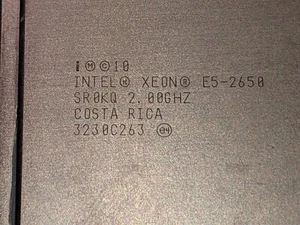 i Ⓜ ©10
INTEL® XEON® E5-2650
SR0KQ 2.00GHZ
COSTA RICA
3230C263 e4